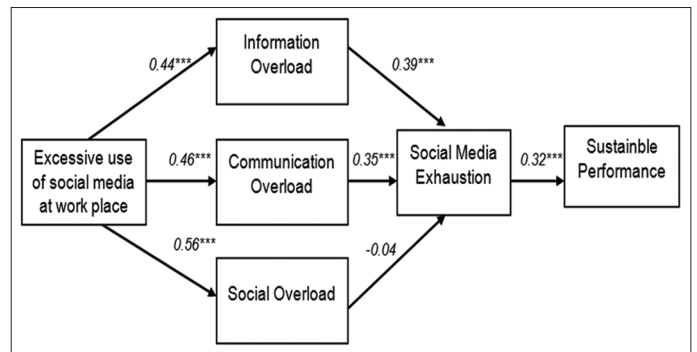 Information
Overload
0.44***
0.39***
Excessive use
of social media
at work place
0.46***
Communication
Overload
0.35***
Social Media
Exhaustion
0.32***
Sustainble
Performance
0.56***
Social Overload
-0.04